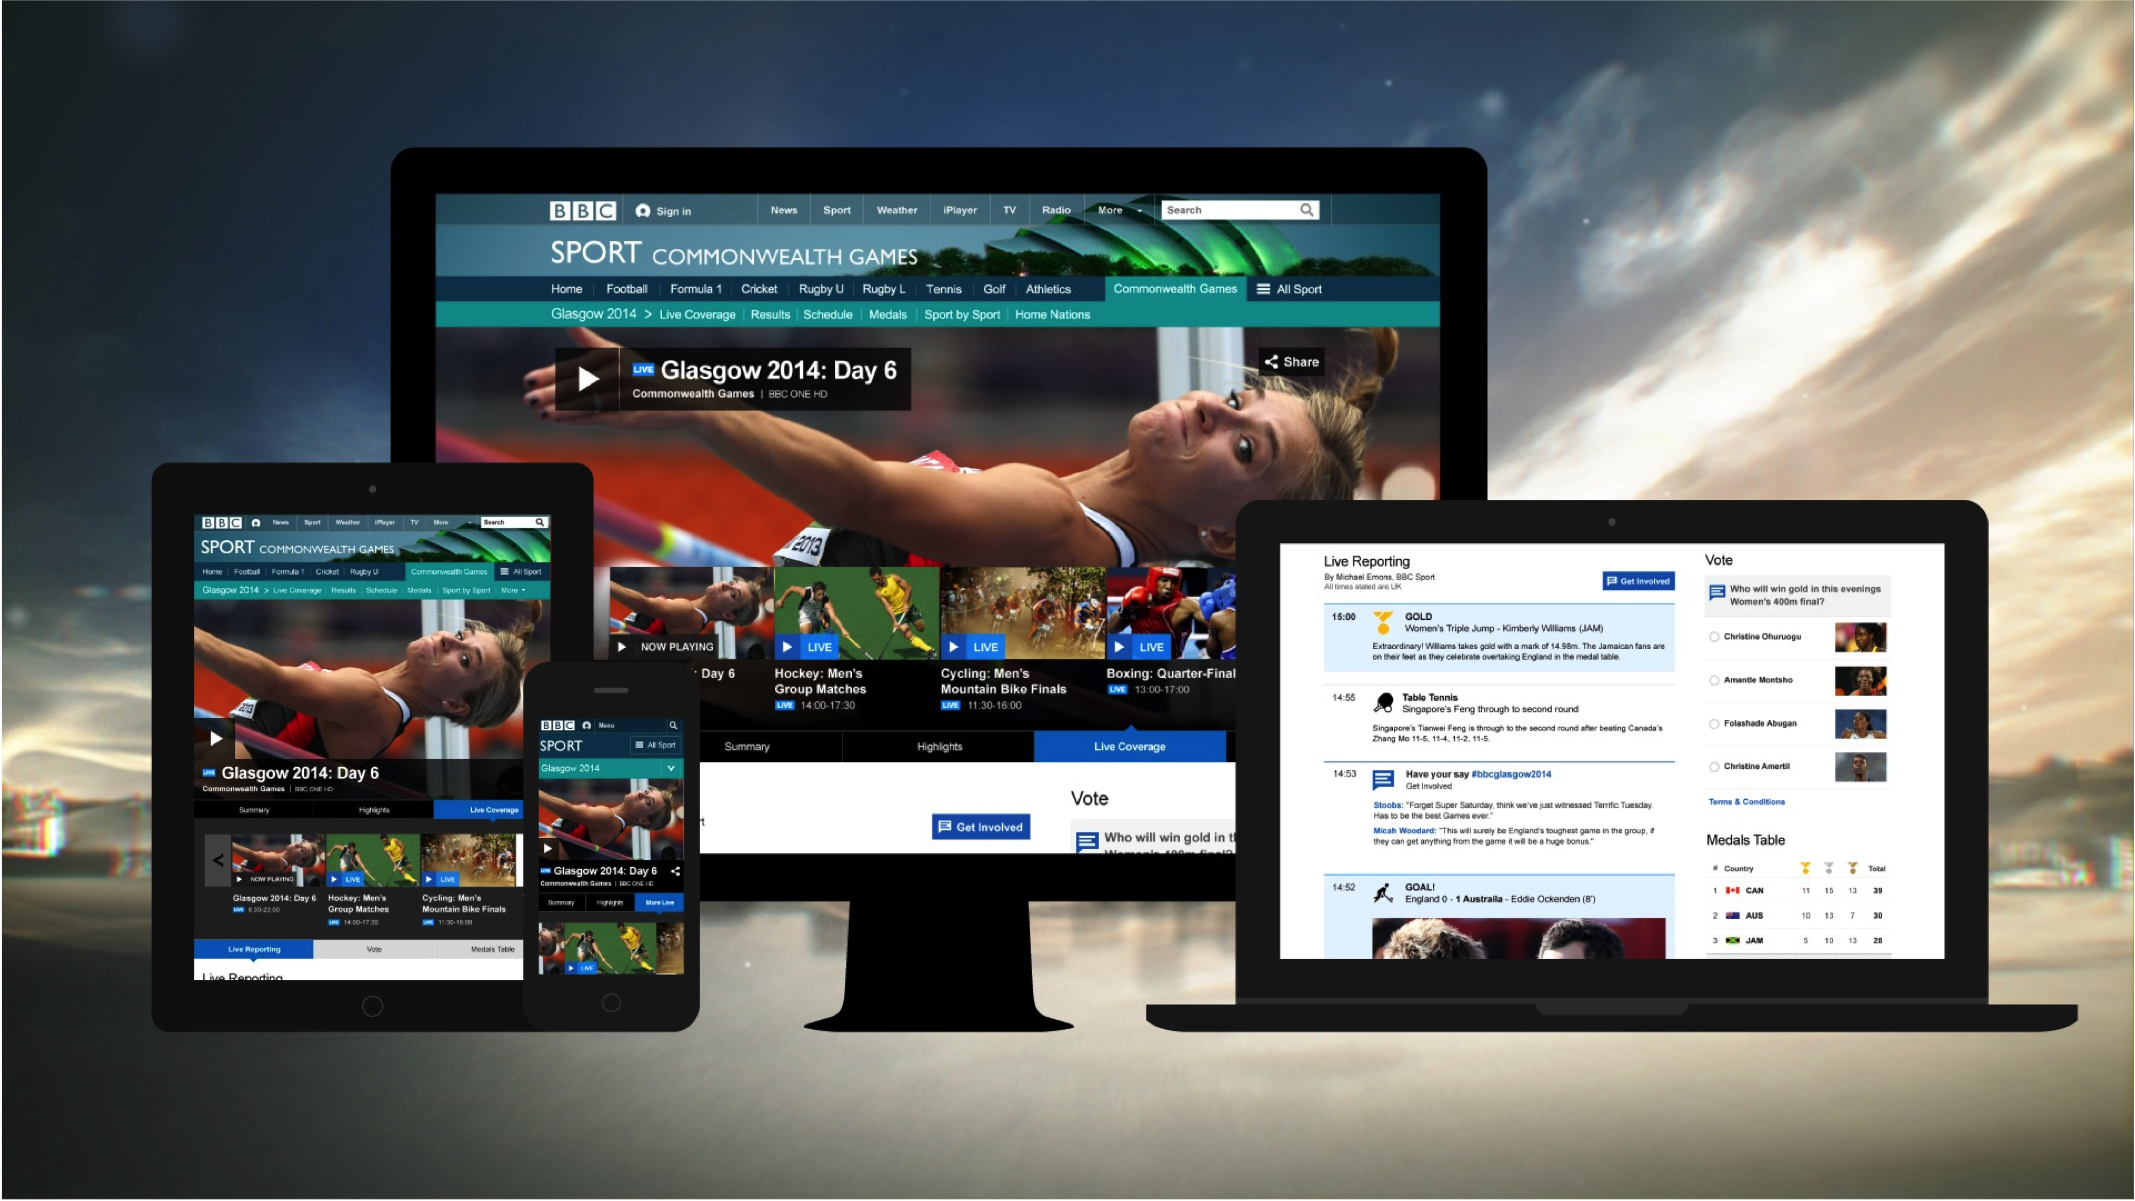 BBC Sign in News Sport Weather iPlayer TV Radio More Search
SPORT COMMONWEALTH GAMES
Home Football Formula 1 Cricket Rugby U Rugby L Tennis Golf Athletics Commonwealth Games All Sport
Glasgow 2014 > Live Coverage Results Schedule Medals Sport by Sport Home Nations
LIVE Glasgow 2014: Day 6
Commonwealth Games | BBC ONE HD
Share
2013
NOW PLAYING LIVE LIVE LIVE
Day 6 Hockey: Men's Cycling: Men's Boxing: Quarter-Final
Group Matches Mountain Bike Finals LIVE 13:00-17:00
LIVE 14:00-17:30 LIVE 11:30-16:00
Summary Highlights Live Coverage
Vote
Get Involved
Who will win gold in
BBC News Sport Weather iPlayer TV More Search
SPORT COMMONWEALTH GAMES
Home Football Formula 1 Cricket Rugby U Commonwealth Games All Sport
Glasgow 2014 > Live Coverage Results Schedule Medals Sport by Sport More
LIVE Glasgow 2014: Day 6
Commonwealth Games | BBC ONE HD
Summary Highlights Live Coverage
<
NOW PLAYING LIVE LIVE
Glasgow 2014: Day 6 Hockey: Men's Cycling: Men's
LIVE 8:30-23:00 Group Matches Mountain Bike Finals
LIVE 14:00-17:30 LIVE 11:30-16:00
Live Reporting Vote Medals Table
Live Reporting
BBC Menu
SPORT All Sport
Glasgow 2014
LIVE Glasgow 2014: Day 6
Commonwealth Games | BBC ONE HD
Summary Highlights More Live
LIVE
Live Reporting
By Michael Emons, BBC Sport
All times stated are UK
Get Involved
15:00 GOLD
Women's Triple Jump - Kimberly Williams (JAM)
Extraordinary! Williams takes gold with a mark of 14.98m. The Jamaican fans are
on their feet as they celebrate overtaking England in the medal table.
14:55 Table Tennis
Singapore's Feng through to second round
Singapore's Tianwei Feng is through to the second round after beating Canada's
Zhang Mo 11-5, 11-4, 11-2, 11-5.
14:53 Have your say #bbcglasgow2014
Get Involved
Stoobs: "Forget Super Saturday, think we've just witnessed Terrific Tuesday.
Has to be the best Games ever."
Micah Woodard: "This will surely be England's toughest game in the group, if
they can get anything from the game it will be a huge bonus."
14:52 GOAL!
England 0 - 1 Austraila - Eddie Ockenden (8')
Vote
Who will win gold in this evenings
Women's 400m final?
Christine Ohuruogu
Amantle Montsho
Folashade Abugan
Christine Amertil
Terms & Conditions
Medals Table
# Country Total
1 CAN 11 15 13 39
2 AUS 10 13 7 30
3 JAM 5 10 13 28